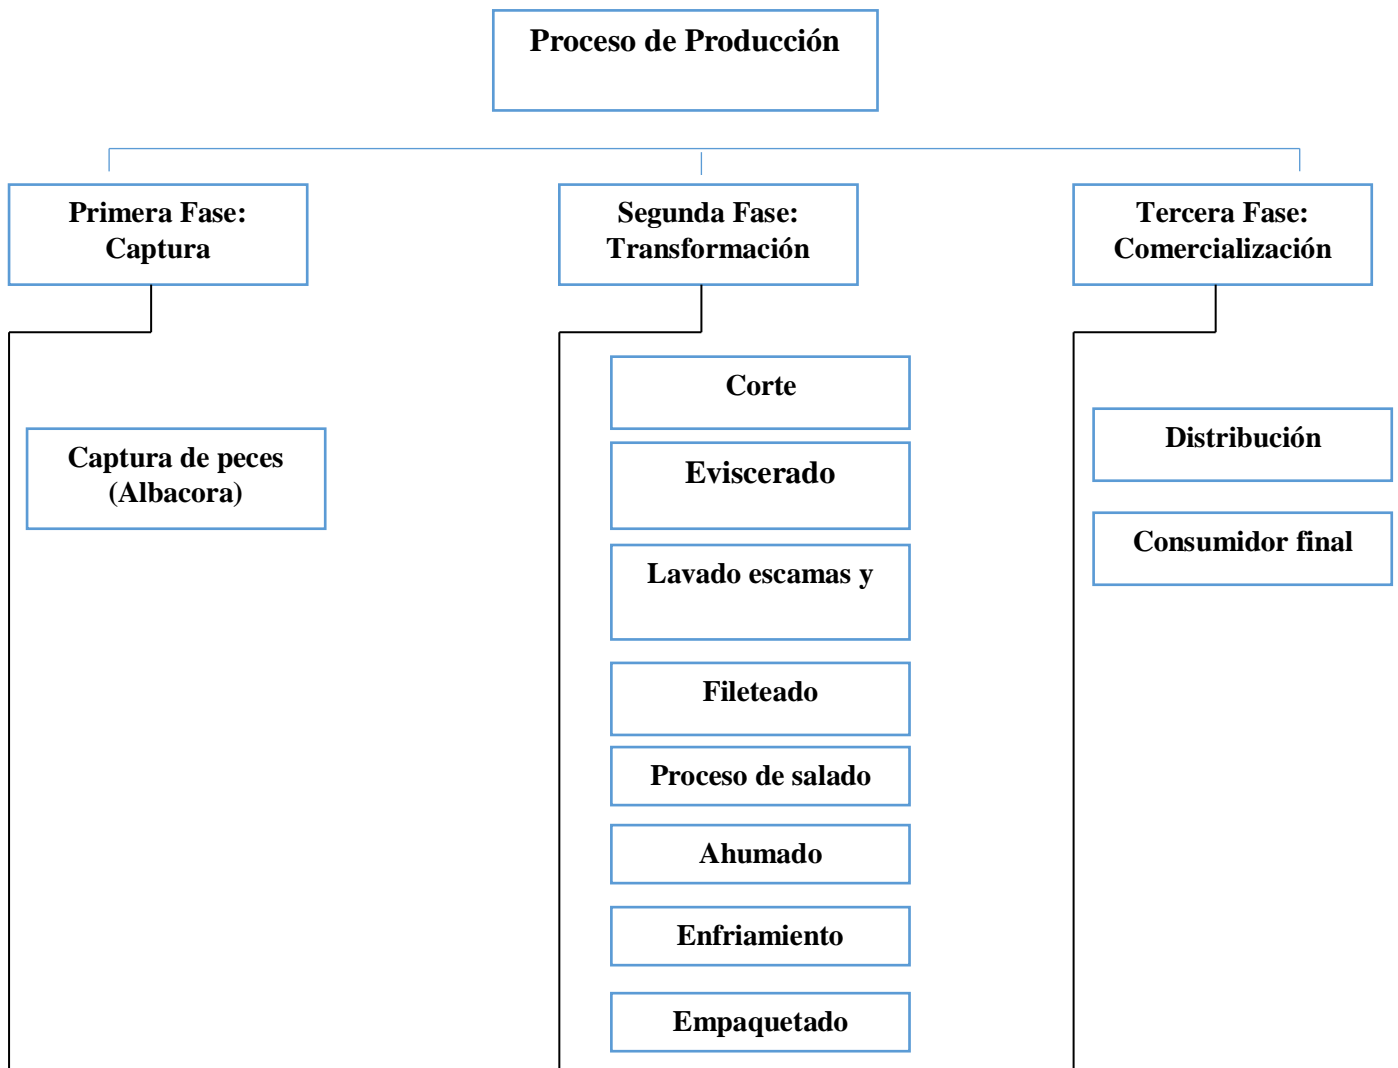 Proceso de Producción
Primera Fase:
Captura
Segunda Fase:
Transformación
Tercera Fase:
Comercialización
Captura de peces
(Albacora)
Corte
Eviscerado
Lavado escamas y
Fileteado
Proceso de salado
Ahumado
Enfriamiento
Empaquetado
Distribución
Consumidor final